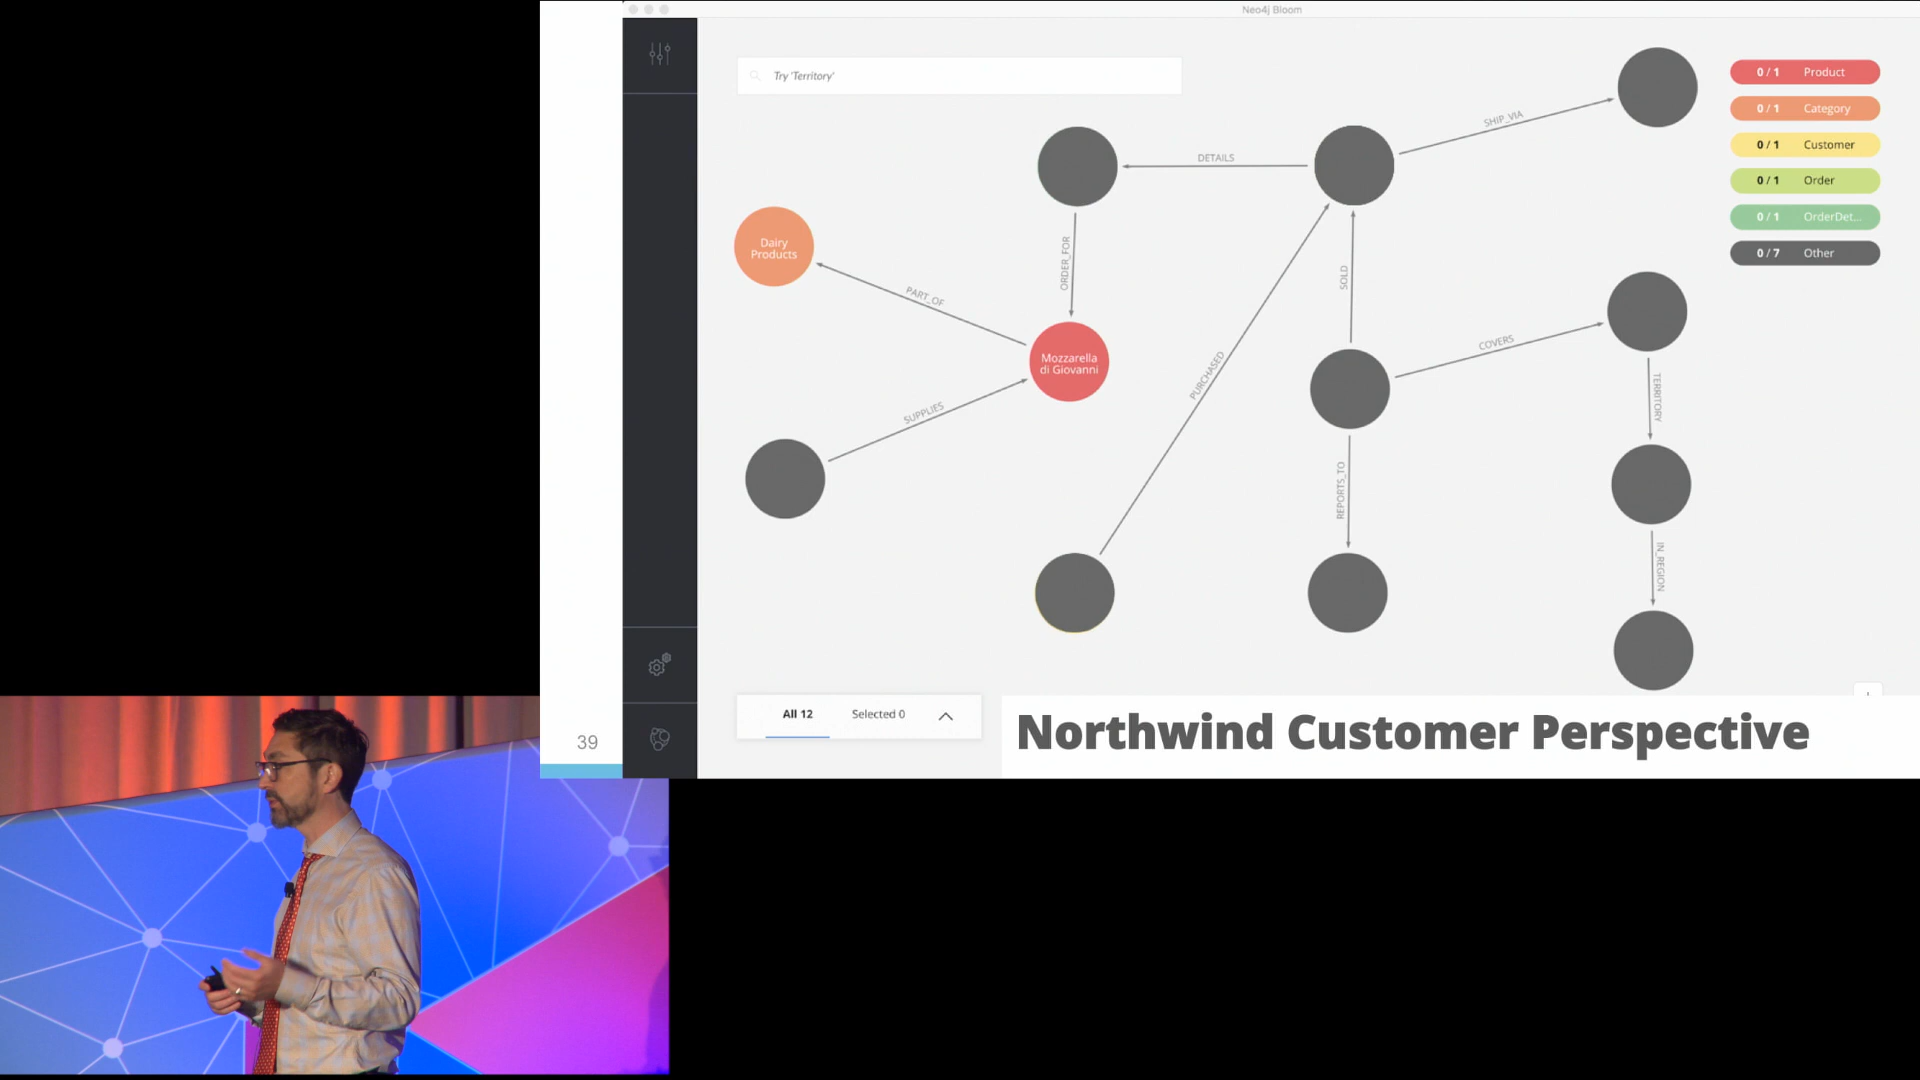 Neo4j Bloom
Try 'Territory'
0 / 1 Product
0 / 1 Category
0 / 1 Customer
0 / 1 Order
0 / 1 OrderDet...
0 / 7 Other
SHIP_VIA
DETAILS
Dairy
Products
ORDER_FOR
PART_OF
SOLD
Mozzarella
di Giovanni
PURCHASED
COVERS
TERRITORY
SUPPLIES
REPORTS_TO
IN_REGION
All 12
Selected 0
Northwind Customer Perspective
39